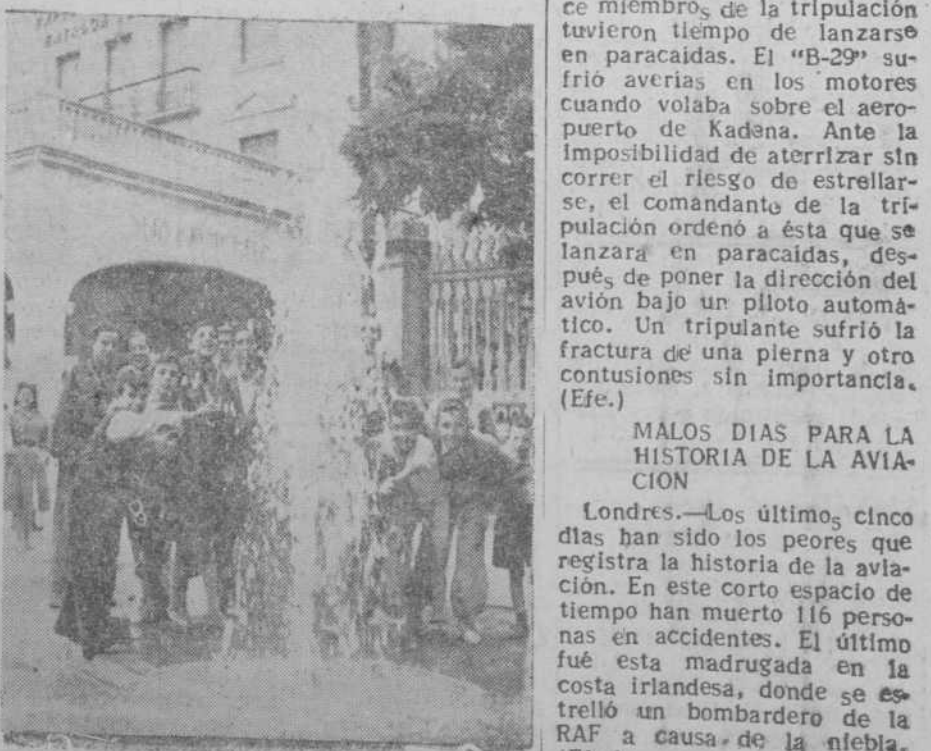 ce miembros de la tripulación
tuvieron tiempo de lanzarse
en paracaidas. El “B-29” su-
frió averias en los motores
cuando volaba sobre el aero-
puerto de Kadena. Ante la
imposibilidad de aterrizar sin
correr el riesgo de estrellar-
se, el comandante de la tri-
pulación ordenó a ésta que se
lanzara en paracaidas, des-
pués de poner la dirección del
avión bajo un piloto automá-
tico. Un tripulante sufrió la
fractura de una pierna y otro
contusiones sin importancia.
(Efe.)
MALOS DIAS PARA LA
HISTORIA DE LA AVIA-
CION
Londres.—Los últimos cinco
dias han sido los peores que
registra la historia de la avia-
ción. En este corto espacio de
tiempo han muerto 116 perso-
nas en accidentes. El último
fué esta madrugada en la
costa irlandesa, donde se es-
trelló un bombardero de la
RAF a causa de la niebla.